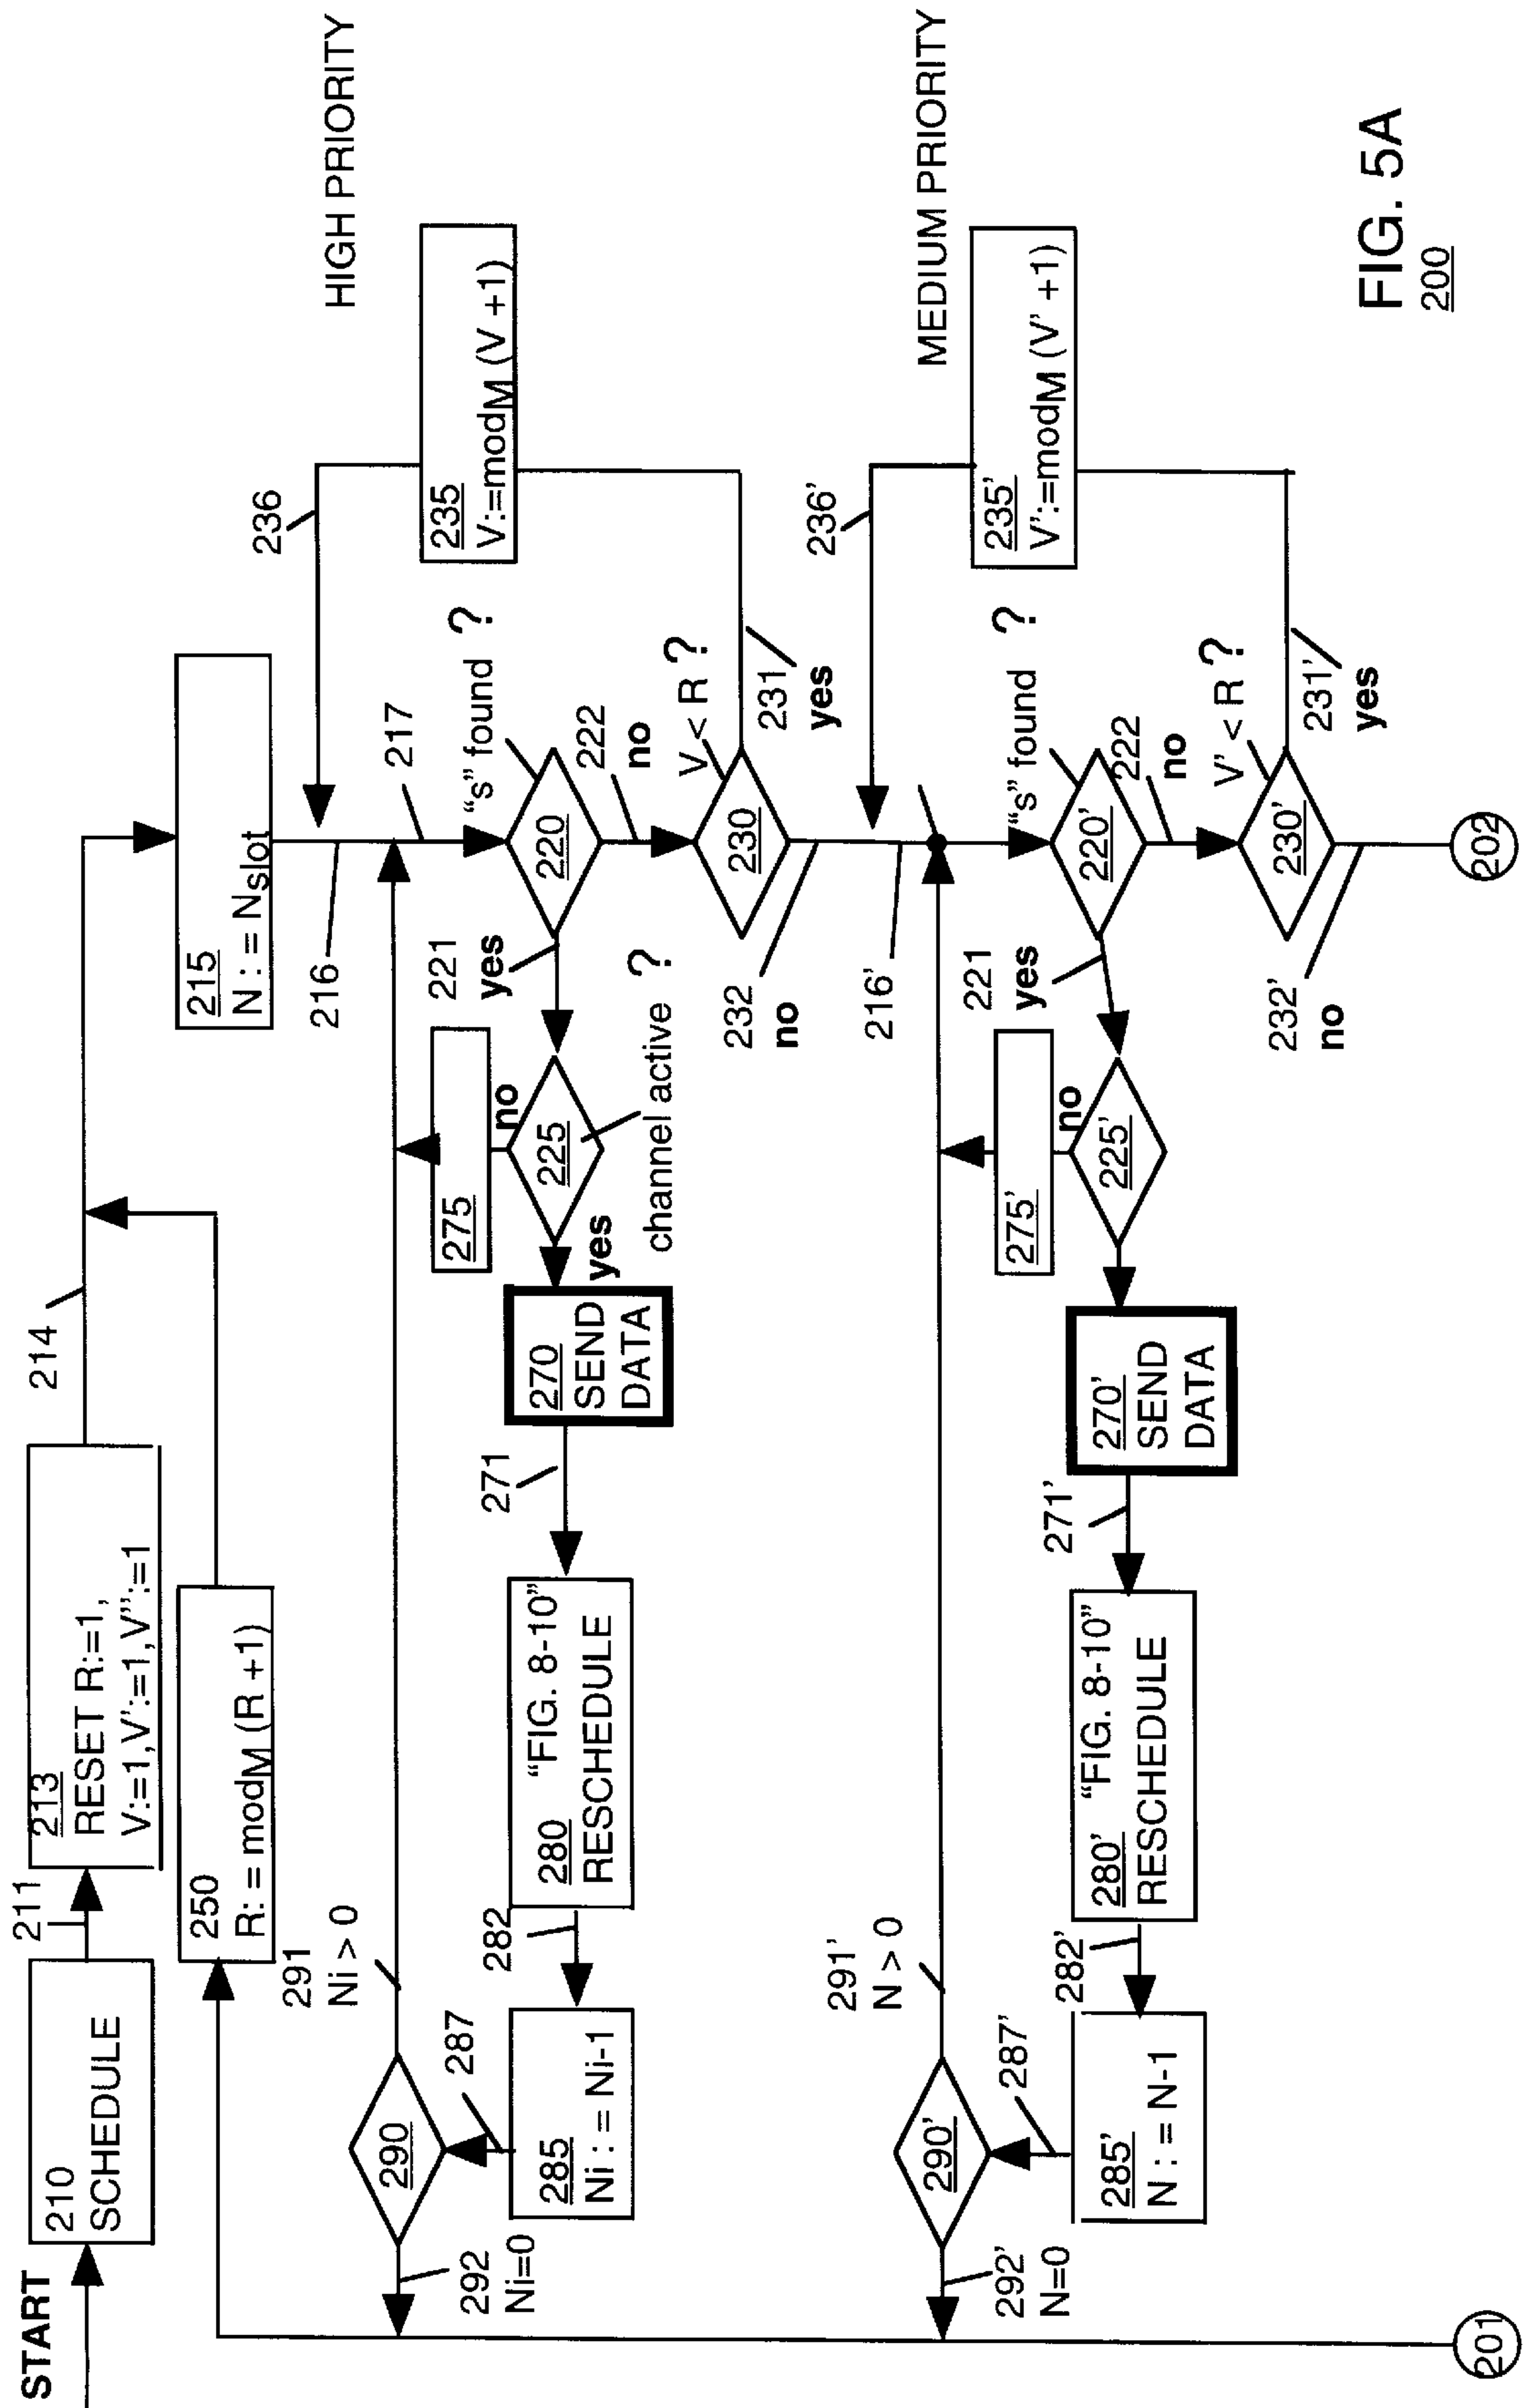 START
210
SCHEDULE
211
213
RESET R:=1,
V:=1,V':=1,V'':=1
214
250
R: = modM (R +1)
215
N : = Nslot
216
HIGH PRIORITY
236
235
V:=modM (V +1)
217
"s" found ?
220
222
no
V < R ?
230
231
yes
232
no
221
yes
225
channel active ?
no
275
yes
270
SEND
DATA
271
280 "FIG. 8-10"
RESCHEDULE
282
285
Ni : = Ni-1
287
290
291
Ni > 0
292
Ni=0
MEDIUM PRIORITY
236'
235'
V':=modM (V' +1)
216'
"s" found ?
220'
222
no
V' < R ?
230'
231'
yes
232'
no
202
221
yes
225'
no
275'
270'
SEND
DATA
271'
280' "FIG. 8-10"
RESCHEDULE
282'
285'
N : = N-1
287'
290'
291'
N > 0
292'
N=0
201
FIG. 5A
200